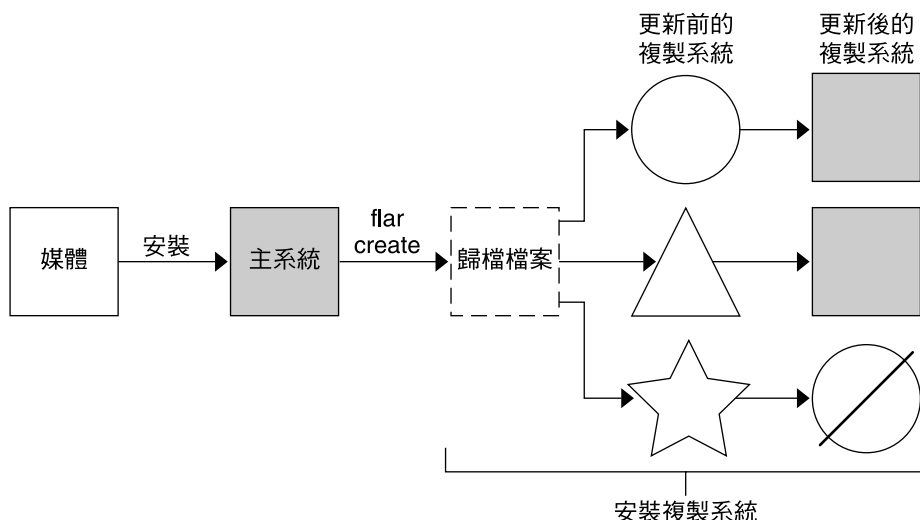 更新前的
複製系統
更新後的
複製系統
媒體
安裝
主系統
flar
create
歸檔檔案
安裝複製系統